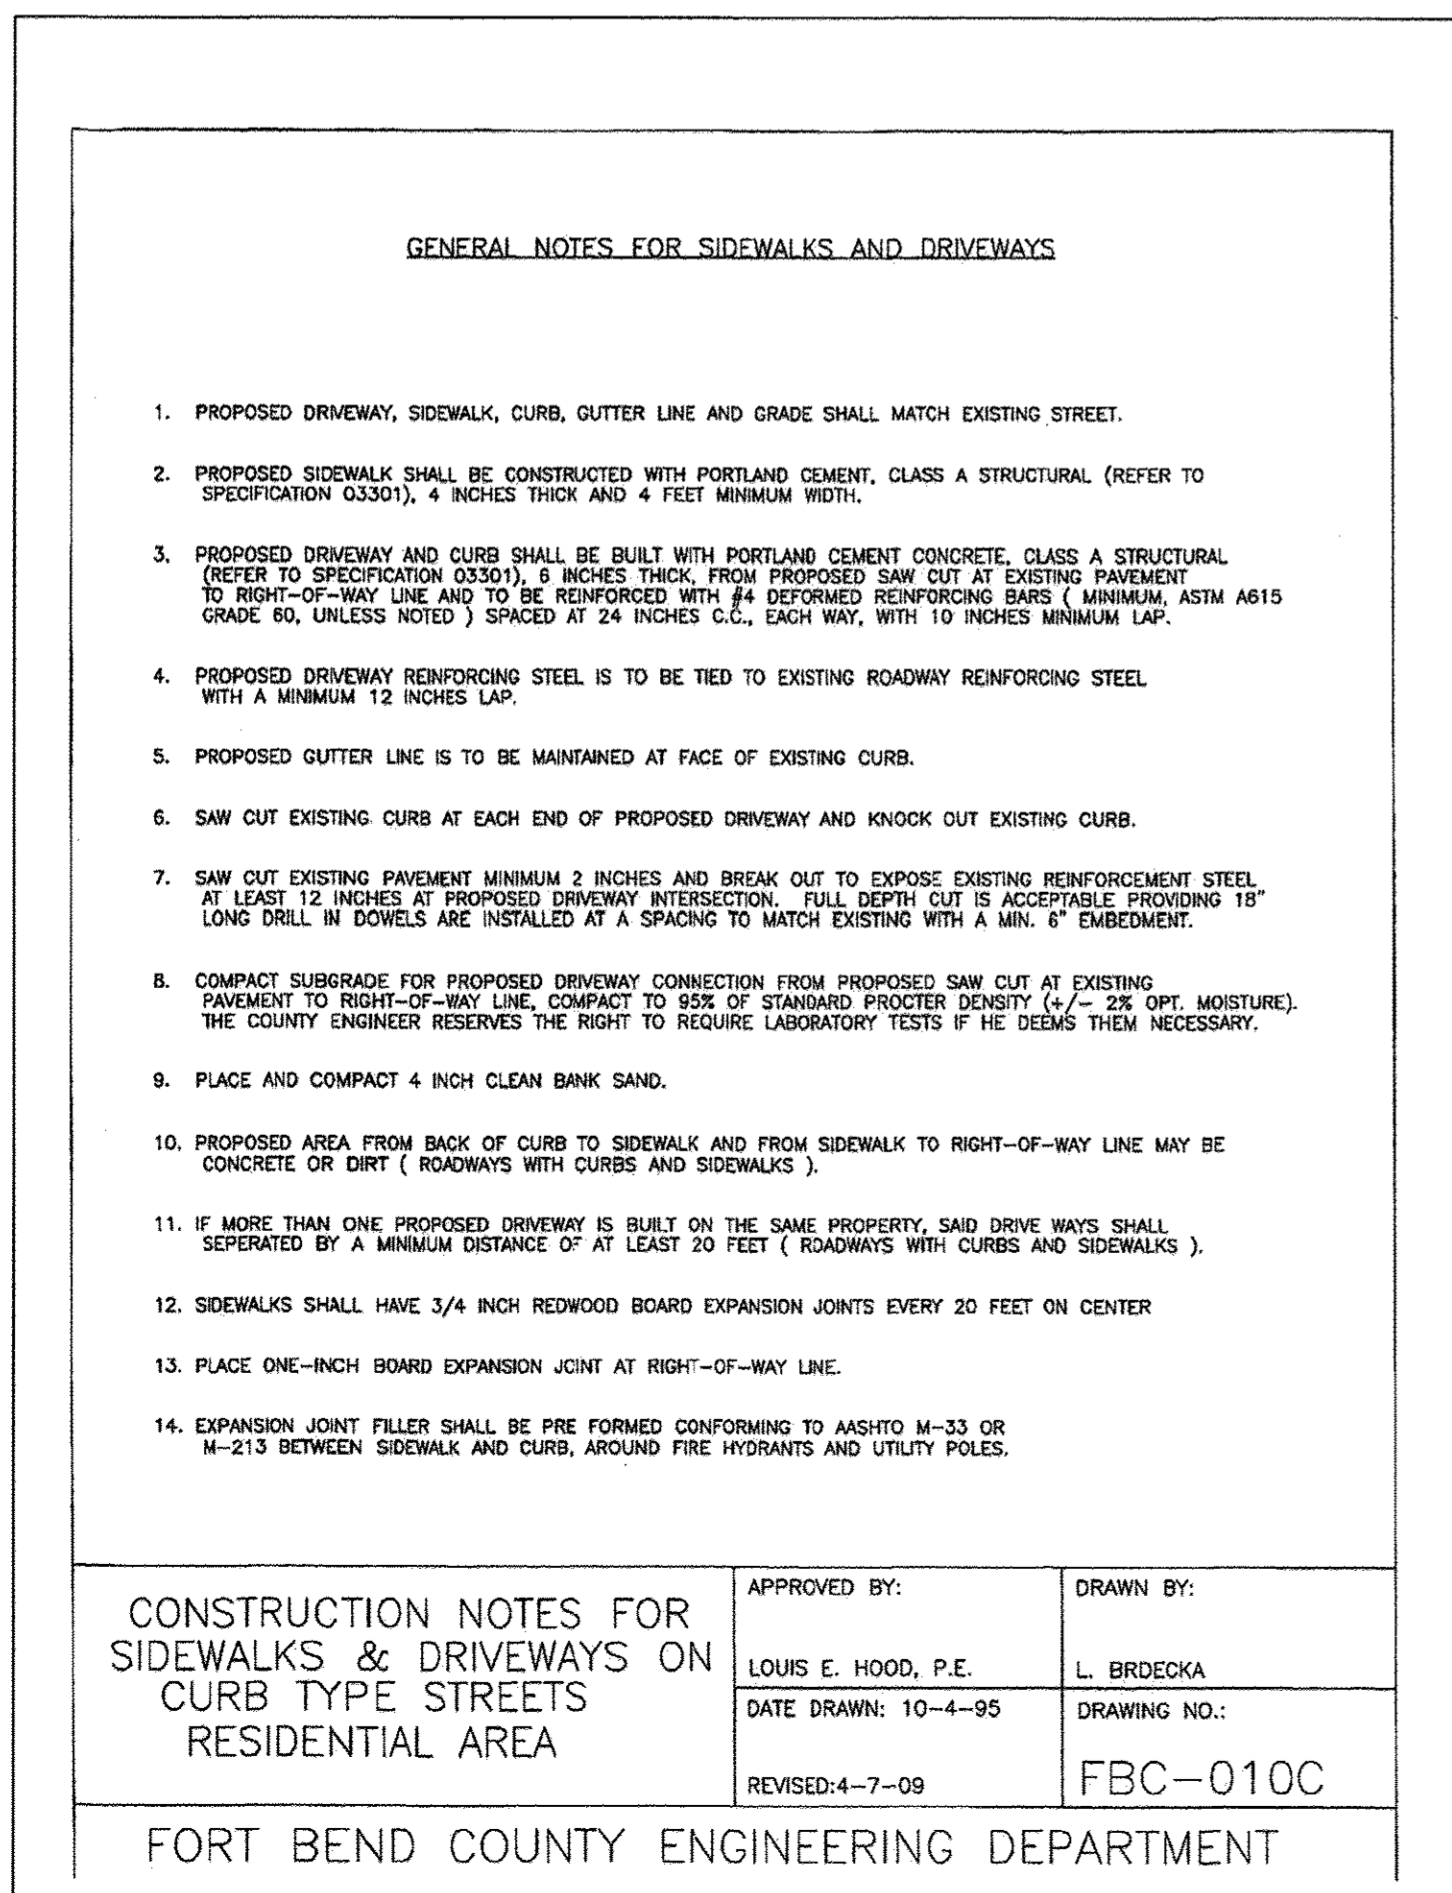 GENERAL NOTES FOR SIDEWALKS AND DRIVEWAYS
1. PROPOSED DRIVEWAY, SIDEWALK, CURB, GUTTER LINE AND GRADE SHALL MATCH EXISTING STREET.
2. PROPOSED SIDEWALK SHALL BE CONSTRUCTED WITH PORTLAND CEMENT, CLASS A STRUCTURAL (REFER TO
SPECIFICATION 03301), 4 INCHES THICK AND 4 FEET MINIMUM WIDTH.
3. PROPOSED DRIVEWAY AND CURB SHALL BE BUILT WITH PORTLAND CEMENT CONCRETE, CLASS A STRUCTURAL
(REFER TO SPECIFICATION 03301), 6 INCHES THICK, FROM PROPOSED SAW CUT AT EXISTING PAVEMENT
TO RIGHT-OF-WAY LINE AND TO BE REINFORCED WITH #4 DEFORMED REINFORCING BARS ( MINIMUM, ASTM A615
GRADE 60, UNLESS NOTED ) SPACED AT 24 INCHES C.C., EACH WAY, WITH 10 INCHES MINIMUM LAP.
4. PROPOSED DRIVEWAY REINFORCING STEEL IS TO BE TIED TO EXISTING ROADWAY REINFORCING STEEL
WITH A MINIMUM 12 INCHES LAP.
5. PROPOSED GUTTER LINE IS TO BE MAINTAINED AT FACE OF EXISTING CURB.
6. SAW CUT EXISTING CURB AT EACH END OF PROPOSED DRIVEWAY AND KNOCK OUT EXISTING CURB.
7. SAW CUT EXISTING PAVEMENT MINIMUM 2 INCHES AND BREAK OUT TO EXPOSE EXISTING REINFORCEMENT STEEL
AT LEAST 12 INCHES AT PROPOSED DRIVEWAY INTERSECTION. FULL DEPTH CUT IS ACCEPTABLE PROVIDING 18"
LONG DRILL IN DOWELS ARE INSTALLED AT A SPACING TO MATCH EXISTING WITH A MIN. 6" EMBEDMENT.
8. COMPACT SUBGRADE FOR PROPOSED DRIVEWAY CONNECTION FROM PROPOSED SAW CUT AT EXISTING
PAVEMENT TO RIGHT-OF-WAY LINE, COMPACT TO 95% OF STANDARD PROCTER DENSITY (+/- 2% OPT. MOISTURE).
THE COUNTY ENGINEER RESERVES THE RIGHT TO REQUIRE LABORATORY TESTS IF HE DEEMS THEM NECESSARY.
9. PLACE AND COMPACT 4 INCH CLEAN BANK SAND.
10. PROPOSED AREA FROM BACK OF CURB TO SIDEWALK AND FROM SIDEWALK TO RIGHT-OF-WAY LINE MAY BE
CONCRETE OR DIRT ( ROADWAYS WITH CURBS AND SIDEWALKS ).
11. IF MORE THAN ONE PROPOSED DRIVEWAY IS BUILT ON THE SAME PROPERTY, SAID DRIVE WAYS SHALL
SEPERATED BY A MINIMUM DISTANCE OF AT LEAST 20 FEET ( ROADWAYS WITH CURBS AND SIDEWALKS ).
12. SIDEWALKS SHALL HAVE 3/4 INCH REDWOOD BOARD EXPANSION JOINTS EVERY 20 FEET ON CENTER
13. PLACE ONE-INCH BOARD EXPANSION JOINT AT RIGHT-OF-WAY LINE.
14. EXPANSION JOINT FILLER SHALL BE PRE FORMED CONFORMING TO AASHTO M-33 OR
M-213 BETWEEN SIDEWALK AND CURB, AROUND FIRE HYDRANTS AND UTILITY POLES.
CONSTRUCTION NOTES FOR
SIDEWALKS & DRIVEWAYS ON
CURB TYPE STREETS
RESIDENTIAL AREA
APPROVED BY:
LOUIS E. HOOD, P.E.
DRAWN BY:
L. BRDECKA
DATE DRAWN: 10-4-95
REVISED:4-7-09
DRAWING NO.:
FBC-010C
FORT BEND COUNTY ENGINEERING DEPARTMENT